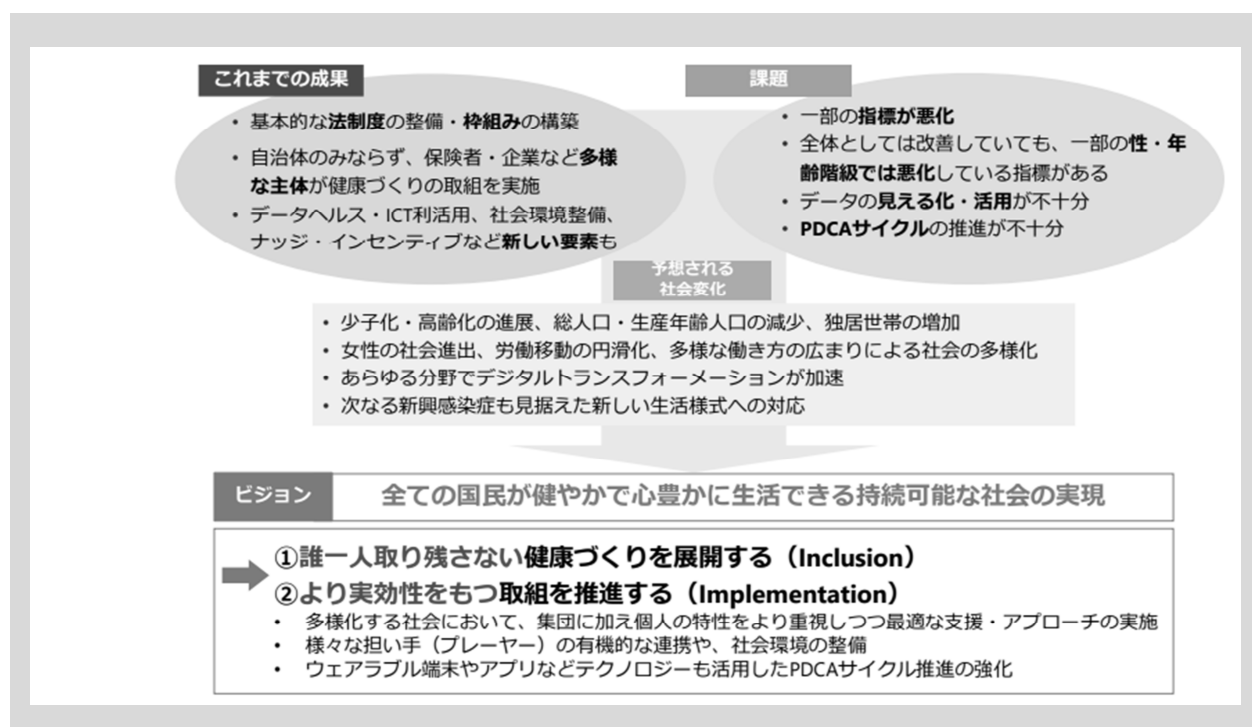 これまでの成果
・ 基本的な法制度の整備・枠組みの構築
・ 自治体のみならず、保険者・企業など多様
な主体が健康づくりの取組を実施
・ データヘルス・ICT利活用、社会環境整備、
ナッジ・インセンティブなど新しい要素も
課題
・ 一部の指標が悪化
・ 全体としては改善していても、一部の性・年
齢階級では悪化している指標がある
・ データの見える化・活用が不十分
・ PDCAサイクルの推進が不十分
予想される
社会変化
・ 少子化・高齢化の進展、総人口・生産年齢人口の減少、独居世帯の増加
・ 女性の社会進出、労働移動の円滑化、多様な働き方の広まりによる社会の多様化
・ あらゆる分野でデジタルトランスフォーメーションが加速
・ 次なる新興感染症も見据えた新しい生活様式への対応
ビジョン 全ての国民が健やかで心豊かに生活できる持続可能な社会の実現
①誰一人取り残さない健康づくりを展開する（Inclusion）
②より実効性をもつ取組を推進する（Implementation）
・ 多様化する社会において、集団に加え個人の特性をより重視しつつ最適な支援・アプローチの実施
・ 様々な担い手（プレーヤー）の有機的な連携や、社会環境の整備
・ ウェアラブル端末やアプリなどテクノロジーも活用したPDCAサイクル推進の強化